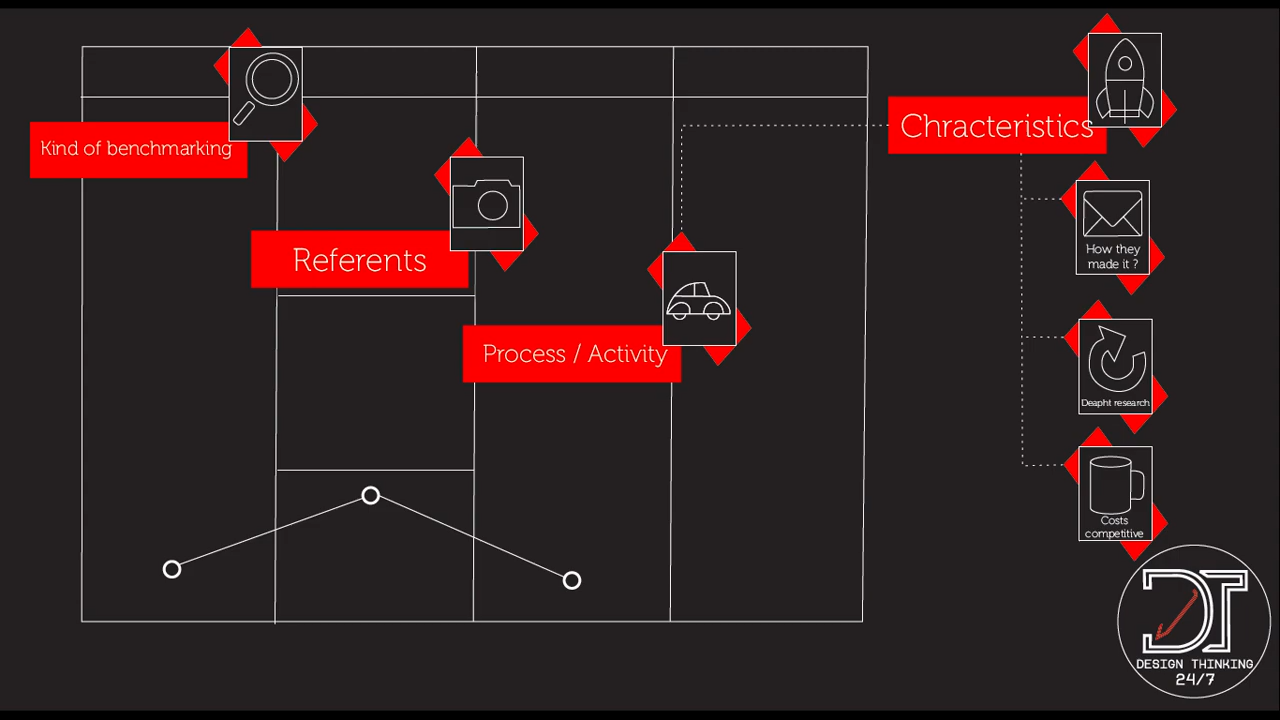 Kind of benchmarking
Referents
Process / Activity
Chracteristics
How they
made it ?
Deapht research
Costs
competitive
DT
DESIGN THINKING
24/7